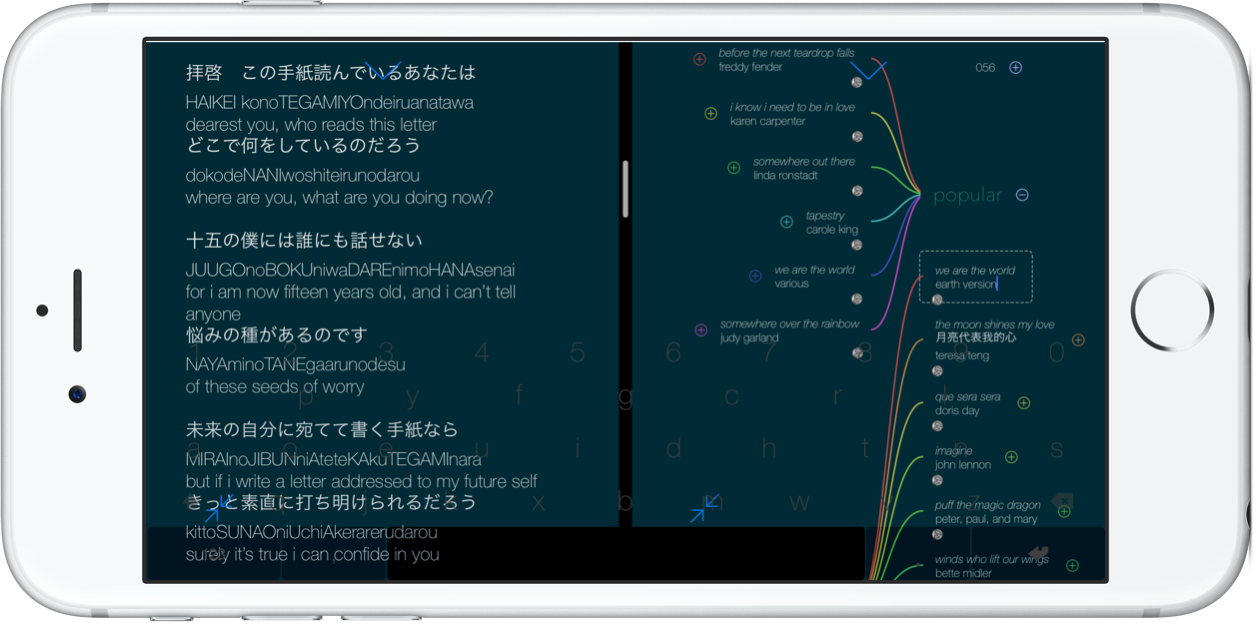 拝啓　この手紙読んでいるあなたは
HAIKEI konoTEGAMIYOndeiruanatawa
dearest you, who reads this letter
どこで何をしているのだろう
dokodeNANIwoshiteirunodarou
where are you, what are you doing now?
十五の僕には誰にも話せない
JUUGOnoBOKUniwaDAREnimoHANAsenai
for i am now fifteen years old, and i can't tell
anyone
悩みの種があるのです
NAYAminoTANEgaarunodesu
of these seeds of worry
未来の自分に宛てて書く手紙なら
MIRAInoJIBUNniAteteKAkuTEGAMInara
but if i write a letter addressed to my future self
きっと素直に打ち明けられるだろう
kittoSUNAOniUchiAkerarerudarou
surely it's true i can confide in you
before the next teardrop falls
freddy fender
i know i need to be in love
karen carpenter
somewhere out there
linda ronstadt
tapestry
carole king
we are the world
various
somewhere over the rainbow
judy garland
056
popular
we are the world
earth version
the moon shines my love
月亮代表我的心
teresa teng
que sera sera
doris day
imagine
john lennon
puff the magic dragon
peter, paul, and mary
winds who lift our wings
bette midler
2 3 4 5 6 7 8 0
p y f g c r
a o e u i d h n s
x b m w z